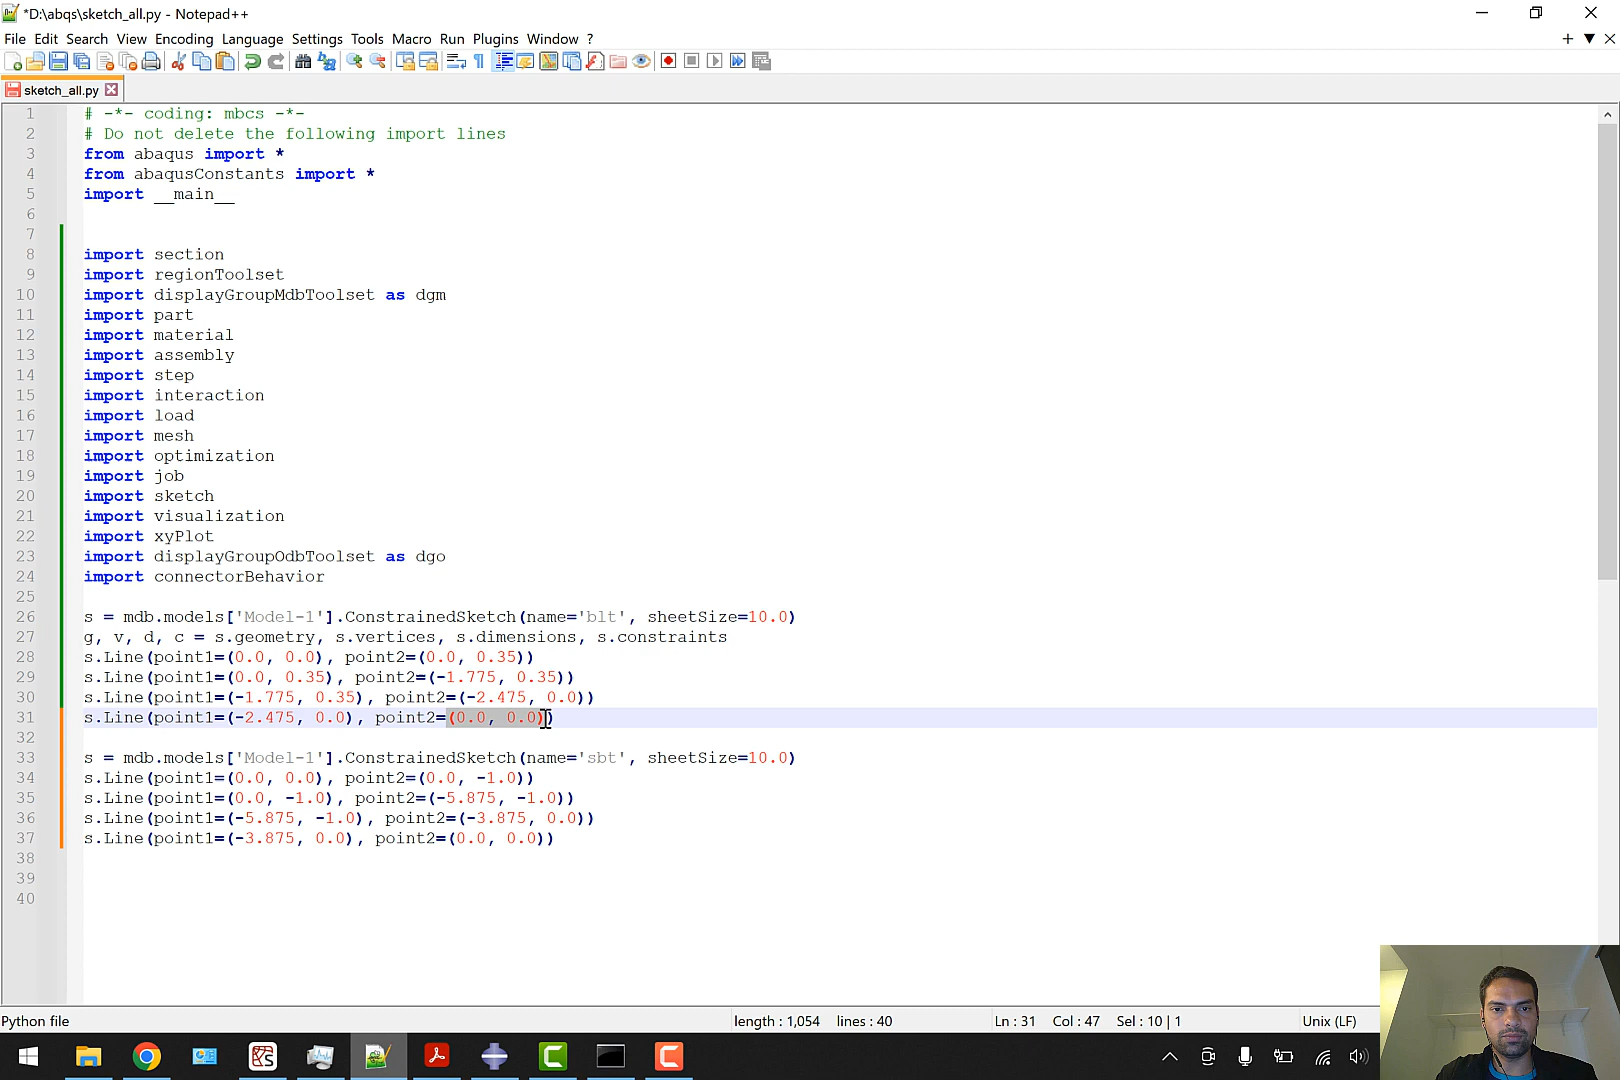 *D:\abqs\sketch_all.py - Notepad++
File Edit Search View Encoding Language Settings Tools Macro Run Plugins Window ?
sketch_all.py
1 # -*- coding: mbcs -*-
2 # Do not delete the following import lines
3 from abaqus import *
4 from abaqusConstants import *
5 import __main__
6
7
8 import section
9 import regionToolset
10 import displayGroupMdbToolset as dgm
11 import part
12 import material
13 import assembly
14 import step
15 import interaction
16 import load
17 import mesh
18 import optimization
19 import job
20 import sketch
21 import visualization
22 import xyPlot
23 import displayGroupOdbToolset as dgo
24 import connectorBehavior
25
26 s = mdb.models['Model-1'].ConstrainedSketch(name='blt', sheetSize=10.0)
27 g, v, d, c = s.geometry, s.vertices, s.dimensions, s.constraints
28 s.Line(point1=(0.0, 0.0), point2=(0.0, 0.35))
29 s.Line(point1=(0.0, 0.35), point2=(-1.775, 0.35))
30 s.Line(point1=(-1.775, 0.35), point2=(-2.475, 0.0))
31 s.Line(point1=(-2.475, 0.0), point2=(0.0, 0.0))
32
33 s = mdb.models['Model-1'].ConstrainedSketch(name='sbt', sheetSize=10.0)
34 s.Line(point1=(0.0, 0.0), point2=(0.0, -1.0))
35 s.Line(point1=(0.0, -1.0), point2=(-5.875, -1.0))
36 s.Line(point1=(-5.875, -1.0), point2=(-3.875, 0.0))
37 s.Line(point1=(-3.875, 0.0), point2=(0.0, 0.0))
38
39
40
Python file length : 1,054 lines : 40 Ln : 31 Col : 47 Sel : 10 | 1 Unix (LF)